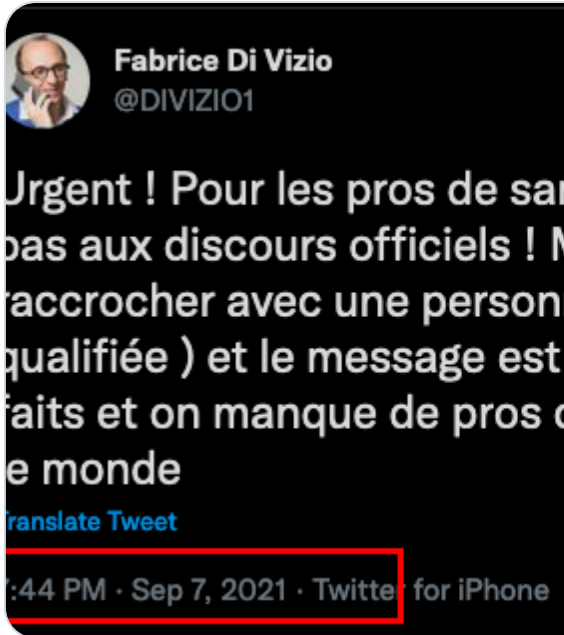 Fabrice Di Vizio
@DIVIZIO1
Urgent ! Pour les pros de
pas aux discours officiels !
raccrocher avec une
qualifiée ) et le message est
faits et on manque de pros
le monde
Translate Tweet
:44 PM · Sep 7, 2021 · Twitter for iPhone